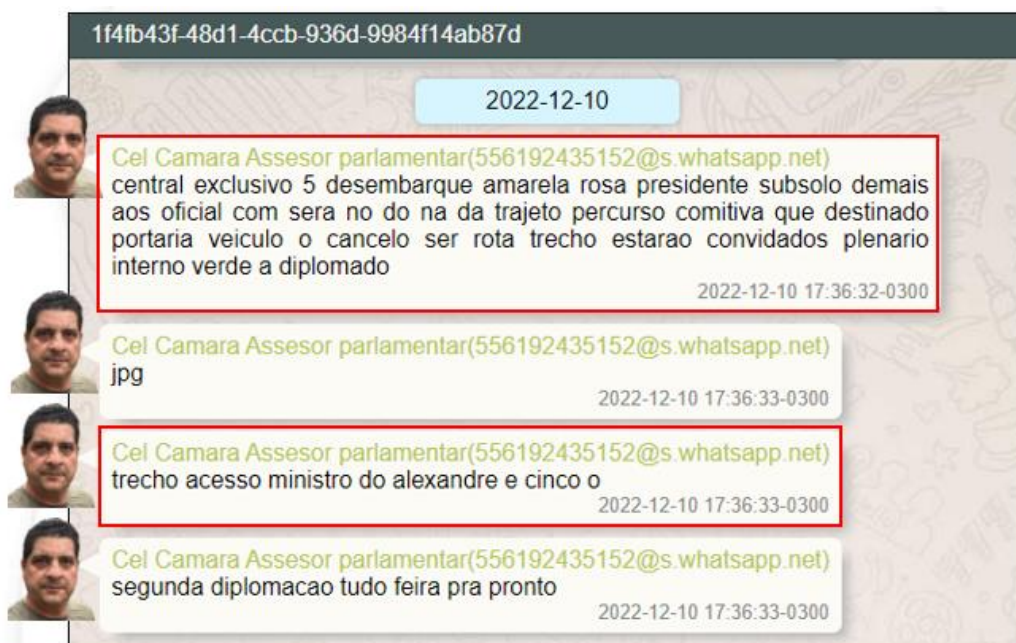 1f4fb43f-48d1-4ccb-936d-9984f14ab87d
2022-12-10
Cel Camara Assesor parlamentar(556192435152@s.whatsapp.net)
central exclusivo 5 desembarque amarela rosa presidente subsolo demais
aos oficial com sera no do na da trajeto percurso comitiva que destinado
portaria veiculo o cancelo ser rota trecho estarao convidados plenario
interno verde a diplomado
2022-12-10 17:36:32-0300
Cel Camara Assesor parlamentar(556192435152@s.whatsapp.net)
jpg
2022-12-10 17:36:33-0300
Cel Camara Assesor parlamentar(556192435152@s.whatsapp.net)
trecho acesso ministro do alexandre e cinco o
2022-12-10 17:36:33-0300
Cel Camara Assesor parlamentar(556192435152@s.whatsapp.net)
segunda diplomacao tudo feira pra pronto
2022-12-10 17:36:33-0300